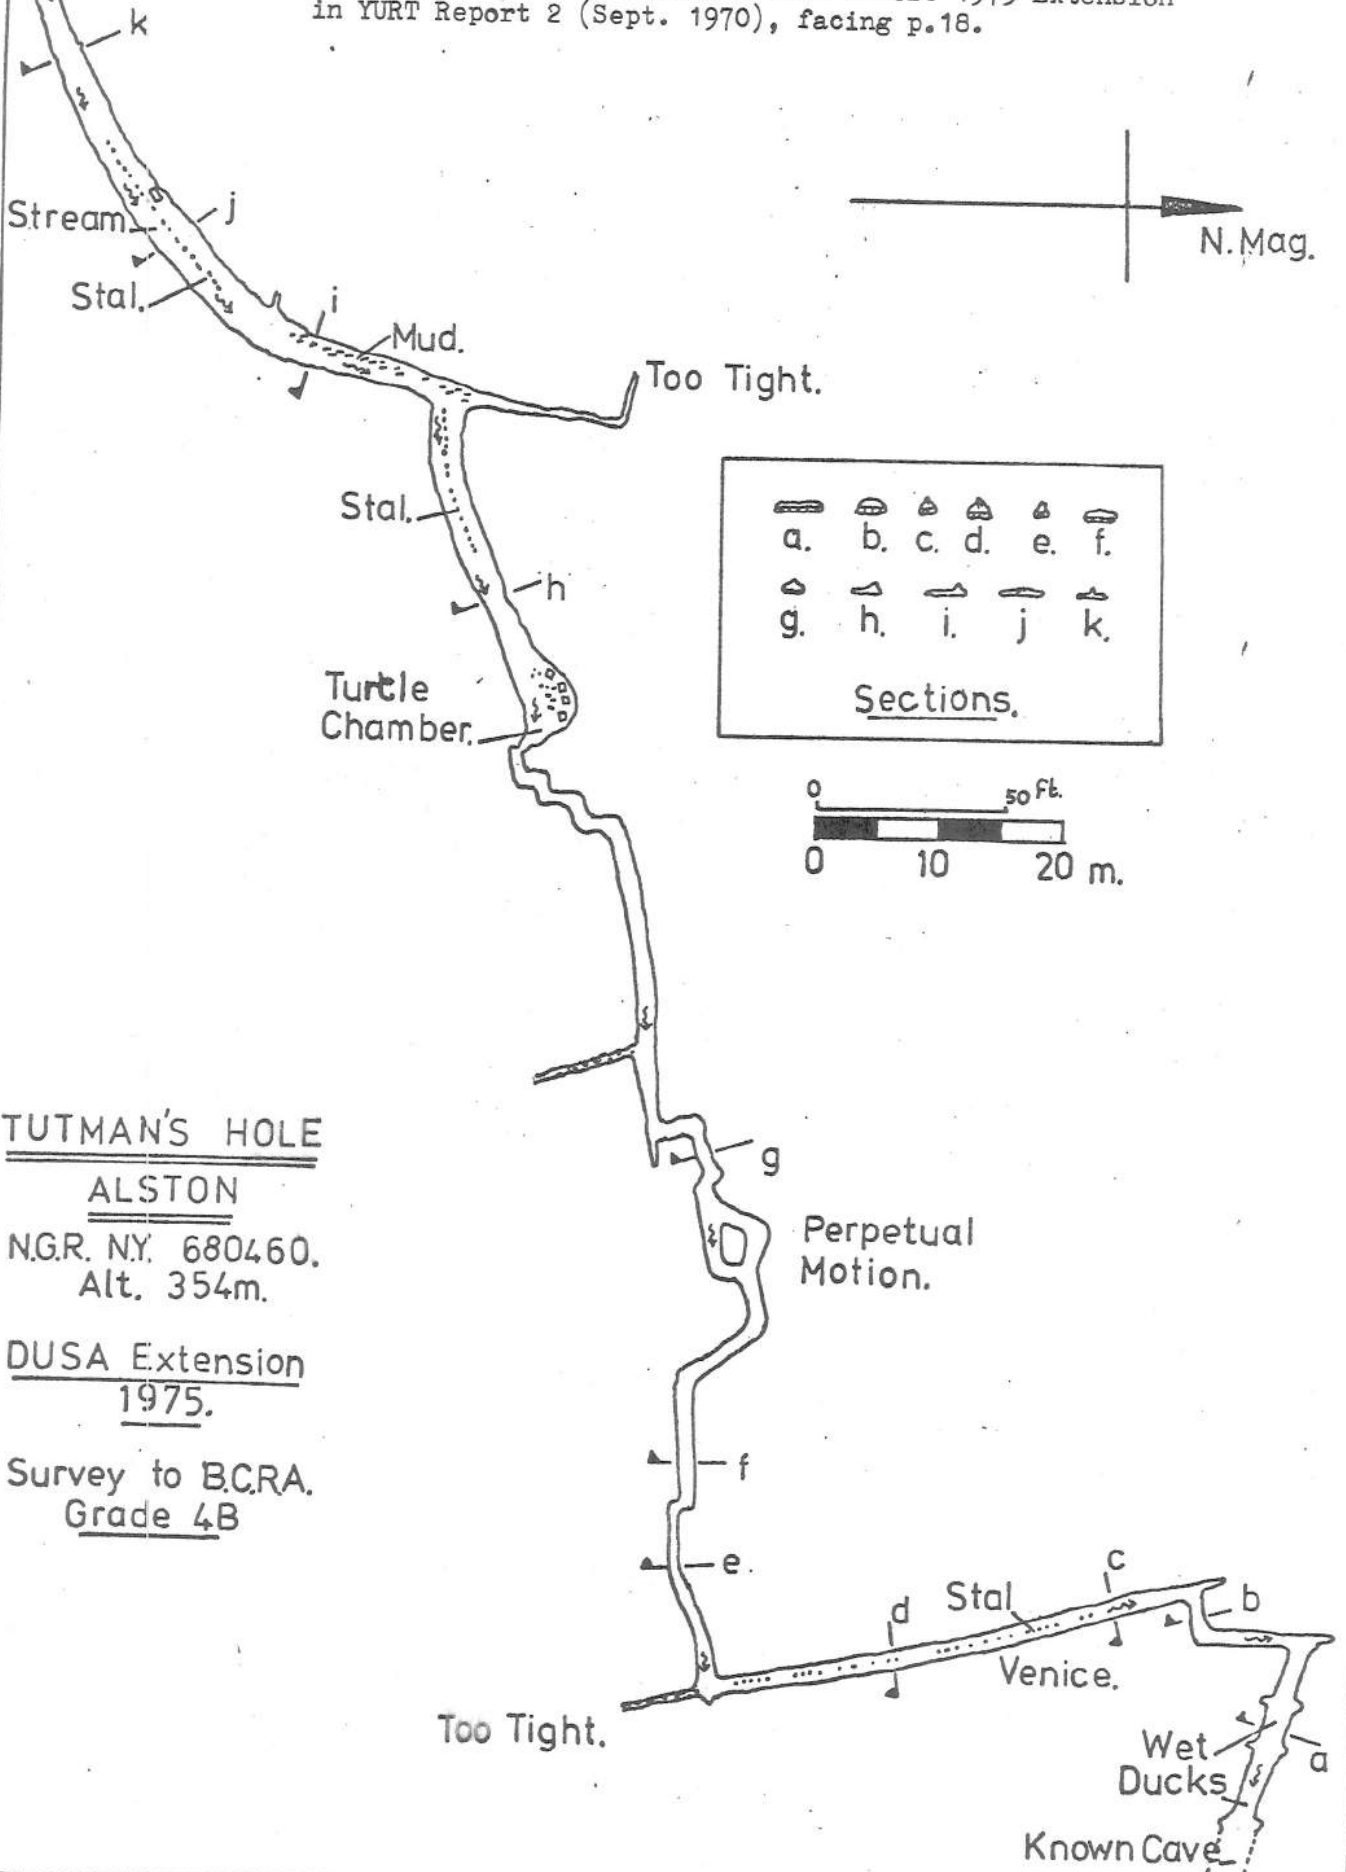 1975 Extension
in YURT Report 2 (Sept. 1970), facing p.18.
k
N. Mag.
j
Stream
Stal.
i
Mud.
Too Tight.
Stal.
h
a. b. c. d. e. f.
g. h. i. j k.
Sections.
Turtle
Chamber.
0 50 ft.
0 10 20 m.
TUTMAN'S HOLE
ALSTON
N.G.R. N.Y. 680460.
Alt. 354m.
DUSA Extension
1975.
Survey to B.C.R.A.
Grade 4B
g
Perpetual
Motion.
f
e.
d
Stal
c
b
Venice.
Too Tight.
Wet
Ducks
a
Known Cave